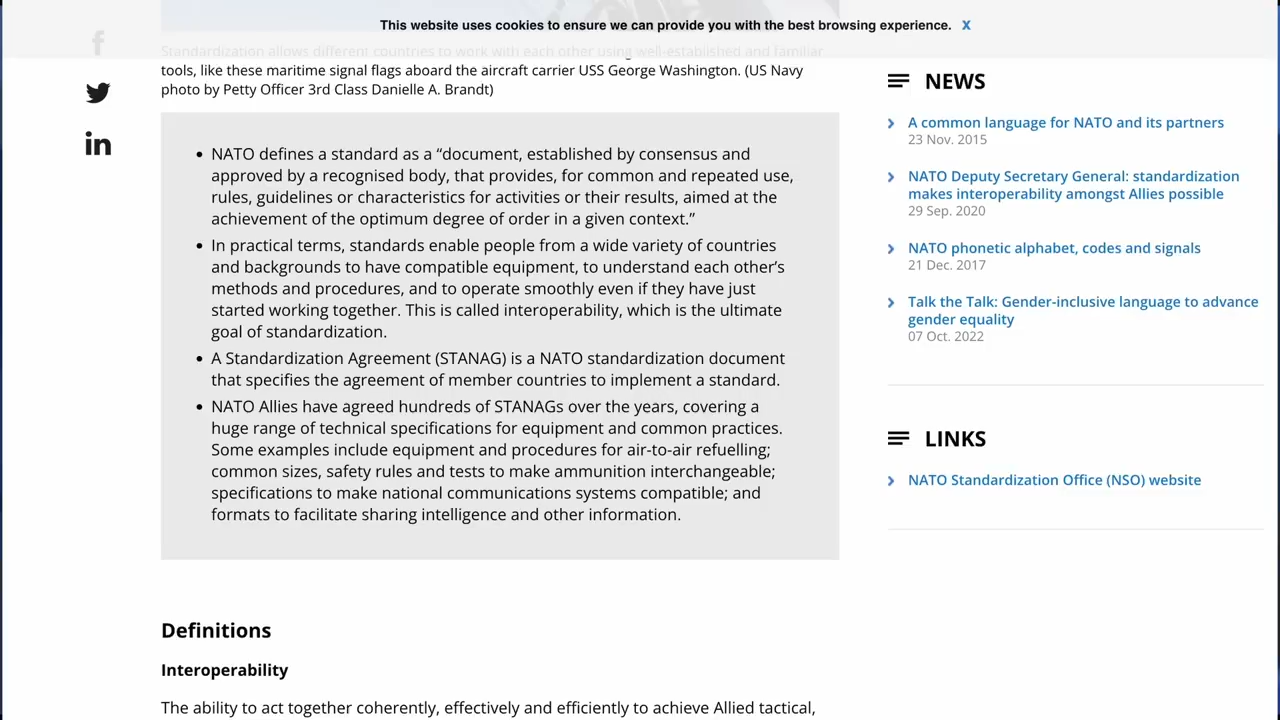 This website uses cookies to ensure we can provide you with the best browsing experience. X
Standardization allows different countries to work with each other using well-established and familiar
tools, like these maritime signal flags aboard the aircraft carrier USS George Washington. (US Navy
photo by Petty Officer 3rd Class Danielle A. Brandt)
• NATO defines a standard as a “document, established by consensus and
approved by a recognised body, that provides, for common and repeated use,
rules, guidelines or characteristics for activities or their results, aimed at the
achievement of the optimum degree of order in a given context.”
• In practical terms, standards enable people from a wide variety of countries
and backgrounds to have compatible equipment, to understand each other’s
methods and procedures, and to operate smoothly even if they have just
started working together. This is called interoperability, which is the ultimate
goal of standardization.
• A Standardization Agreement (STANAG) is a NATO standardization document
that specifies the agreement of member countries to implement a standard.
• NATO Allies have agreed hundreds of STANAGs over the years, covering a
huge range of technical specifications for equipment and common practices.
Some examples include equipment and procedures for air-to-air refuelling;
common sizes, safety rules and tests to make ammunition interchangeable;
specifications to make national communications systems compatible; and
formats to facilitate sharing intelligence and other information.
Definitions
Interoperability
The ability to act together coherently, effectively and efficiently to achieve Allied tactical,
NEWS
A common language for NATO and its partners
23 Nov. 2015
NATO Deputy Secretary General: standardization
makes interoperability amongst Allies possible
29 Sep. 2020
NATO phonetic alphabet, codes and signals
21 Dec. 2017
Talk the Talk: Gender-inclusive language to advance
gender equality
07 Oct. 2022
LINKS
NATO Standardization Office (NSO) website